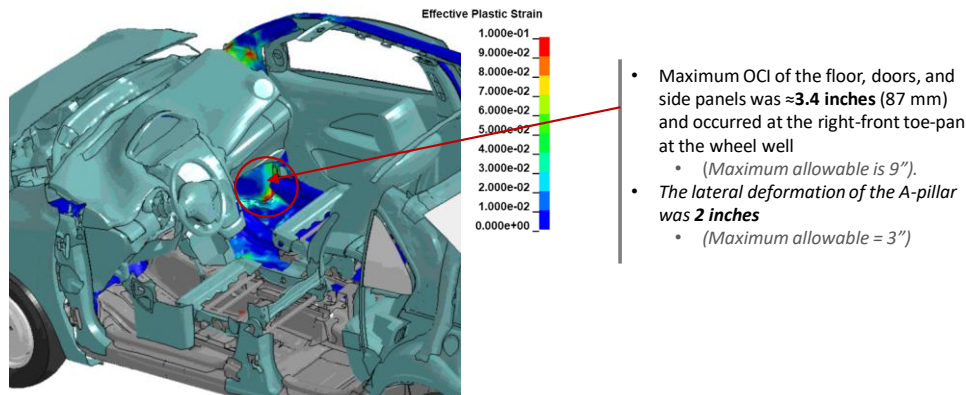 Effective Plastic Strain
1.000e-01
9.000e-02
8.000e-02
7.000e-02
6.000e-02
5.000e-02
4.000e-02
3.000e-02
2.000e-02
1.000e-02
0.000e+00
• Maximum OCI of the floor, doors, and
side panels was ≈3.4 inches (87 mm)
and occurred at the right-front toe-pan
at the wheel well
• (Maximum allowable is 9”).
• The lateral deformation of the A-pillar
was 2 inches
• (Maximum allowable = 3”)